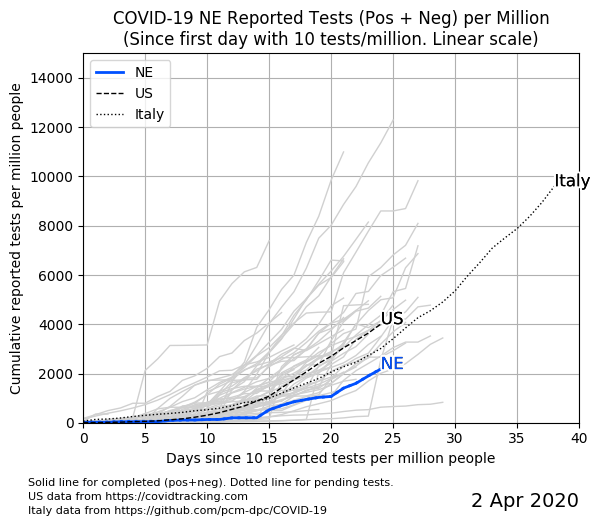 COVID-19 NE Reported Tests (Pos + Neg) per Million
(Since first day with 10 tests/million. Linear scale)
Cumulative reported tests per million people
14000
12000
10000
8000
6000
4000
2000
0
NE
US
Italy
Italy
US
NE
0 5 10 15 20 25 30 35 40
Days since 10 reported tests per million people
Solid line for completed (pos+neg). Dotted line for pending tests.
US data from https://covidtracking.com
Italy data from https://github.com/pcm-dpc/COVID-19
2 Apr 2020